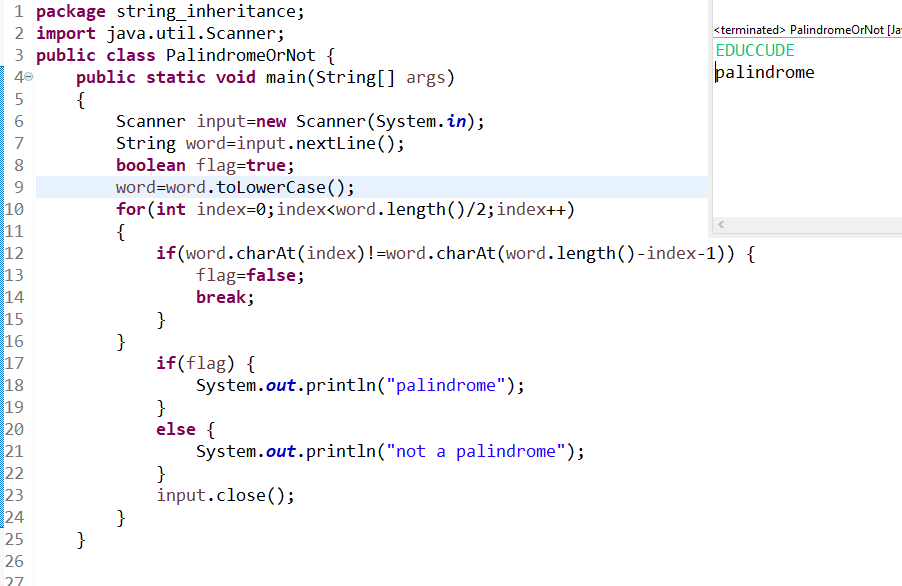 1 package string_inheritance;
2 import java.util.Scanner;
3 public class PalindromeOrNot {
4 public static void main(String[] args)
5 {
6 Scanner input=new Scanner(System.in);
7 String word=input.nextLine();
8 boolean flag=true;
9 word=word.toLowerCase();
10 for(int index=0;index<word.length()/2;index++)
11 {
12 if(word.charAt(index)!=word.charAt(word.length()-index-1)) {
13 flag=false;
14 break;
15 }
16 }
17 if(flag) {
18 System.out.println("palindrome");
19 }
20 else {
21 System.out.println("not a palindrome");
22 }
23 input.close();
24 }
25 }
26
27
<terminated> PalindromeOrNot [Ja
EDUCCUDE
palindrome